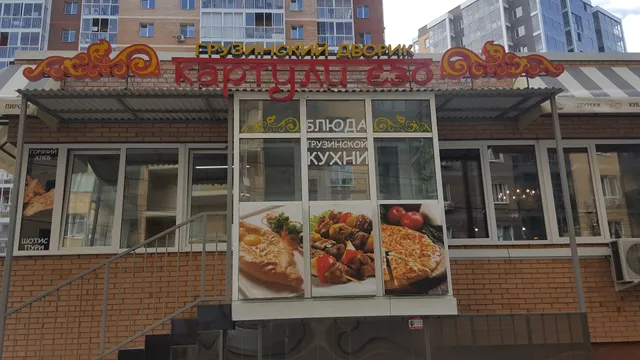 ГРУЗИНСКИЙ ДВОРИК
Картули Езо
БЛЮДА
ГРУЗИНСКОЙ
КУХНИ
ГОРЯЧИЙ
ХЛЕБ
ШОТИС
ПУРИ